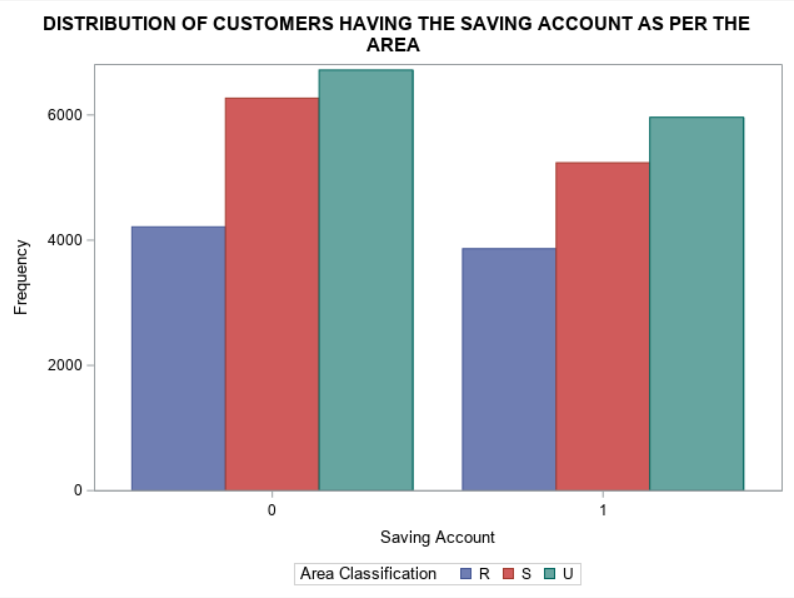 DISTRIBUTION OF CUSTOMERS HAVING THE SAVING ACCOUNT AS PER THE
AREA
6000
4000
2000
0
Frequency
0 1
Saving Account
Area Classification R S U